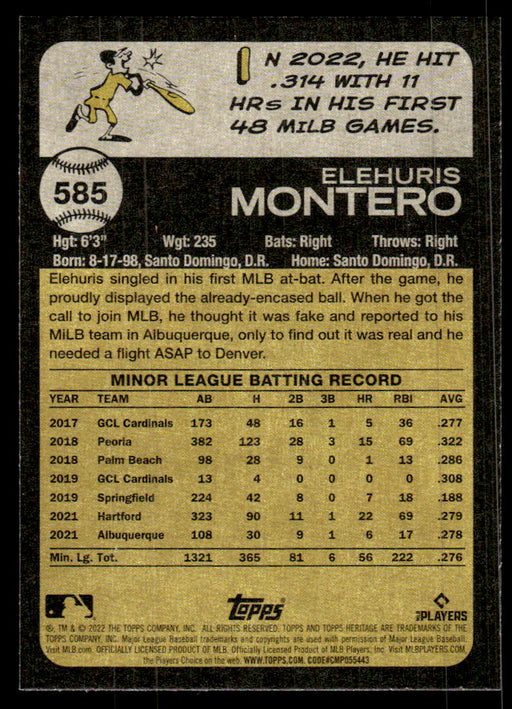 IN 2022, HE HIT
.314 WITH 11
HRs IN HIS FIRST
48 MiLB GAMES.
585
ELEHURIS
MONTERO
Hgt: 6'3" Wgt: 235 Bats: Right Throws: Right
Born: 8-17-98, Santo Domingo, D.R. Home: Santo Domingo, D.R.
Elehuris singled in his first MLB at-bat. After the game, he
proudly displayed the already-encased ball. When he got the
call to join MLB, he thought it was fake and reported to his
MiLB team in Albuquerque, only to find out it was real and he
needed a flight ASAP to Denver.
MINOR LEAGUE BATTING RECORD
YEAR TEAM AB H 2B 3B HR RBI AVG
2017 GCL Cardinals 173 48 16 1 5 36 .277
2018 Peoria 382 123 28 3 15 69 .322
2018 Palm Beach 98 28 9 0 1 13 .286
2019 GCL Cardinals 13 4 0 0 0 0 .308
2019 Springfield 224 42 8 0 7 18 .188
2021 Hartford 323 90 11 1 22 69 .279
2021 Albuquerque 108 30 9 1 6 17 .278
Min. Lg. Tot. 1321 365 81 6 56 222 .276
topps
MLB PLAYERS
®, TM & © 2022 THE TOPPS COMPANY, INC. ALL RIGHTS RESERVED. TOPPS AND TOPPS HERITAGE ARE TRADEMARKS OF THE
TOPPS COMPANY, INC. Major League Baseball trademarks and copyrights are used with permission of Major League Baseball.
Visit MLB.com. OFFICIALLY LICENSED PRODUCT OF MLB. Officially Licensed Product of MLB Players, Inc. Visit MLBPLAYERS.com,
the Players Choice on the web. WWW.TOPPS.COM. CODE#CMP055443